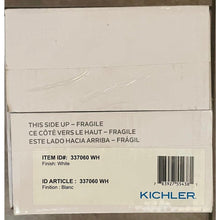 THIS SIDE UP – FRAGILE
CE CÔTÉ VERS LE HAUT – FRAGILE
ESTE LADO HACIA ARRIBA – FRÁGIL
ITEM ID#: 337060 WH
Finish: White
ID ARTICLE : 337060 WH
Finition : Blanc
KICHLER